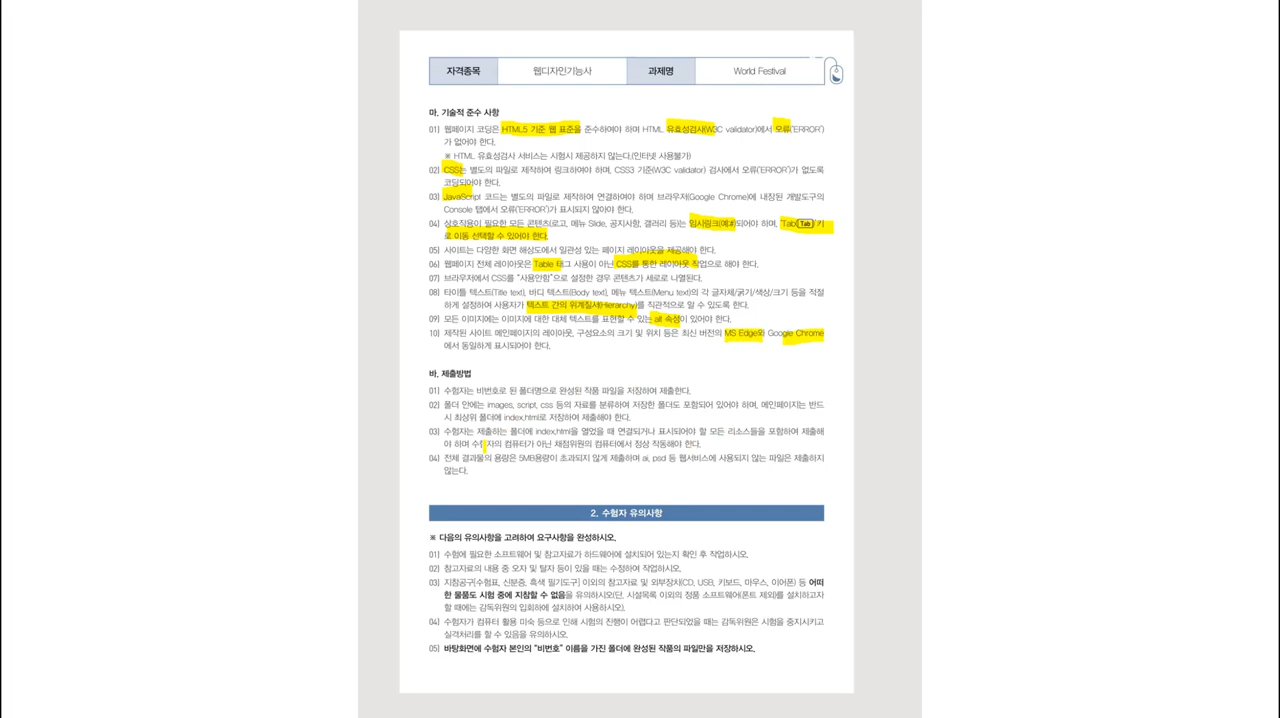 자격종목 웹디자인기능사 과제명 World Festival
마. 기술적 준수 사항
01) 웹페이지 코딩은 HTML5 기준 웹 표준을 준수하여야 하며 HTML 유효성검사(W3C validator)에서 오류("ERROR")
가 없어야 한다.
※ HTML 유효성검사 서비스는 시험시 제공하지 않는다.(인터넷 사용불가)
02) CSS는 별도의 파일로 제작하여 링크하여야 하며, CSS3 기준(W3C validator) 검사에서 오류("ERROR")가 없도록
코딩되어야 한다.
03) JavaScript 코드는 별도의 파일로 제작하여 연결하여야 하며 브라우저(Google Chrome)에 내장된 개발도구의
Console 탭에서 오류("ERROR")가 표시되지 않아야 한다.
04) 상호작용이 필요한 모든 콘텐츠(로고, 메뉴 Slide, 공지사항, 갤러리 등)는 임시링크(예:#)되어야 하며, "Tab(Tab)"키
로 이동 선택할 수 있어야 한다.
05) 사이트는 다양한 화면 해상도에서 일관성 있는 페이지 레이아웃을 제공해야 한다.
06) 웹페이지 전체 레이아웃은 Table 태그 사용이 아닌 CSS를 통한 레이아웃 작업으로 해야 한다.
07) 브라우저에서 CSS를 "사용안함"으로 설정한 경우 콘텐츠가 세로로 나열된다.
08) 타이틀 텍스트(Title text), 바디 텍스트(Body text), 메뉴 텍스트(Menu text)의 각 글자체/굵기/색상/크기 등을 적절
하게 설정하여 사용자가 텍스트 간의 위계질서(Hierarchy)를 직관적으로 알 수 있도록 한다.
09) 모든 이미지에는 이미지에 대한 대체 텍스트를 표현할 수 있는 alt 속성이 있어야 한다.
10) 제작된 사이트 메인페이지의 레이아웃, 구성요소의 크기 및 위치 등은 최신 버전의 MS Edge와 Google Chrome
에서 동일하게 표시되어야 한다.
바. 제출방법
01) 수험자는 비번호로 된 폴더명으로 완성된 작품 파일을 저장하여 제출한다.
02) 폴더 안에는 images, script, css 등의 자료를 분류하여 저장한 폴더도 포함되어 있어야 하며, 메인페이지는 반드
시 최상위 폴더에 index.html로 저장하여 제출해야 한다.
03) 수험자는 제출하는 폴더에 index.html을 열었을 때 연결되거나 표시되어야 할 모든 리소스들을 포함하여 제출해
야 하며 수험자의 컴퓨터가 아닌 채점위원의 컴퓨터에서 정상 작동해야 한다.
04) 전체 결과물의 용량은 5MB용량이 초과되지 않게 제출하며 ai, psd 등 웹서비스에 사용되지 않는 파일은 제출하지
않는다.
2. 수험자 유의사항
※ 다음의 유의사항을 고려하여 요구사항을 완성하시오.
01) 수험에 필요한 소프트웨어 및 참고자료가 하드웨어에 설치되어 있는지 확인 후 작업하시오.
02) 참고자료의 내용 중 오자 및 탈자 등이 있을 때는 수정하여 작업하시오.
03) 지참공구[수험표, 신분증, 흑색 필기도구] 이외의 참고자료 및 외부장치(CD, USB, 키보드, 마우스, 이어폰) 등 어떠
한 물품도 시험 중에 지참할 수 없음을 유의하시오(단, 시설목록 이외의 정품 소프트웨어(폰트 제외)를 설치하고자
할 때에는 감독위원의 입회하에 설치하여 사용하시오).
04) 수험자가 컴퓨터 활용 미숙 등으로 인해 시험의 진행이 어렵다고 판단되었을 때는 감독위원은 시험을 중지시키고
실격처리를 할 수 있음을 유의하시오.
05) 바탕화면에 수험자 본인의 "비번호" 이름을 가진 폴더에 완성된 작품의 파일만을 저장하시오.